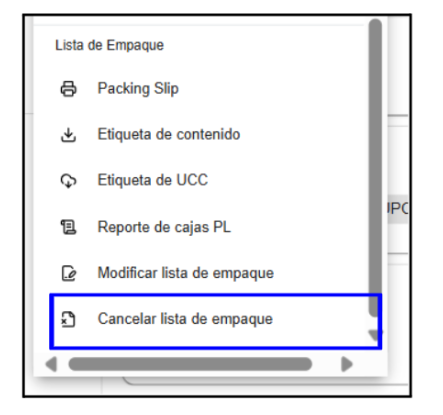 Lista de Empaque
Packing Slip
Etiqueta de contenido
Etiqueta de UCC
Reporte de cajas PL
UPC
Modificar lista de empaque
Cancelar lista de empaque